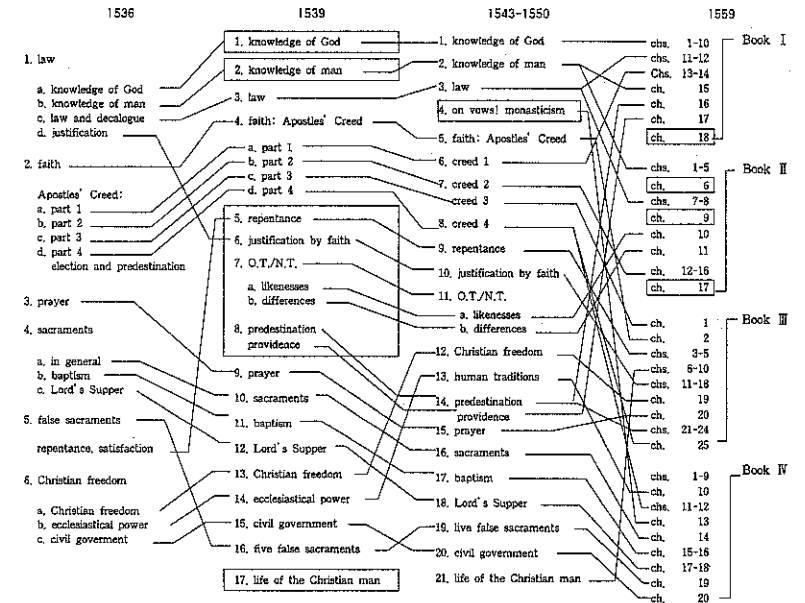 1536
1. law
a. knowledge of God
b. knowledge of man
c. law and decalogue
d. justification
2. faith
Apostles' Creed:
a. part 1
b. part 2
c. part 3
d. part 4
election and predestination
3. prayer
4. sacraments
a. in general
b. baptism
c. Lord's Supper
5. false sacraments
repentance, satisfaction
6. Christian freedom
a. Christian freedom
b. ecclesiastical power
c. civil goverment
1539
1. knowledge of God
2. knowledge of man
3. law
4. faith: Apostles' Creed
a. part 1
b. part 2
c. part 3
d. part 4
5. repentance
6. justification by faith
7. O.T./N.T.
a. likenesses
b. differences
8. predestination
providence
9. prayer
10. sacraments
11. baptism
12. Lord's Supper
13. Christian freedom
14. ecclesiastical power
15. civil government
16. five false sacraments
17. life of the Christian man
1543-1550
1. knowledge of God
2. knowledge of man
3. law
4. on vows! monasticism
5. faith: Apostles' Creed
6. creed 1
7. creed 2
creed 3
8. creed 4
9. repentance
10. justification by faith
11. O.T./N.T.
a. likenesses
b. differences
12. Christian freedom
13. human traditions
14. predestination
providence
15. prayer
16. sacraments
17. baptism
18. Lord's Supper
19. live false sacraments
20. civil government
21. life of the Christian man
1559
Book I
chs. 1-10
chs. 11-12
Chs. 13-14
ch. 15
ch. 16
ch. 17
ch. 18
Book II
chs. 1-5
ch. 6
chs. 7-8
ch. 9
ch. 10
ch. 11
ch. 12-16
ch. 17
Book III
ch. 1
ch. 2
chs. 3-5
chs. 6-10
chs. 11-18
ch. 19
ch. 20
chs. 21-24
ch. 25
Book IV
chs. 1-9
ch. 10
chs. 11-12
ch. 13
ch. 14
ch. 15-16
ch. 17-18
ch. 19
ch. 20